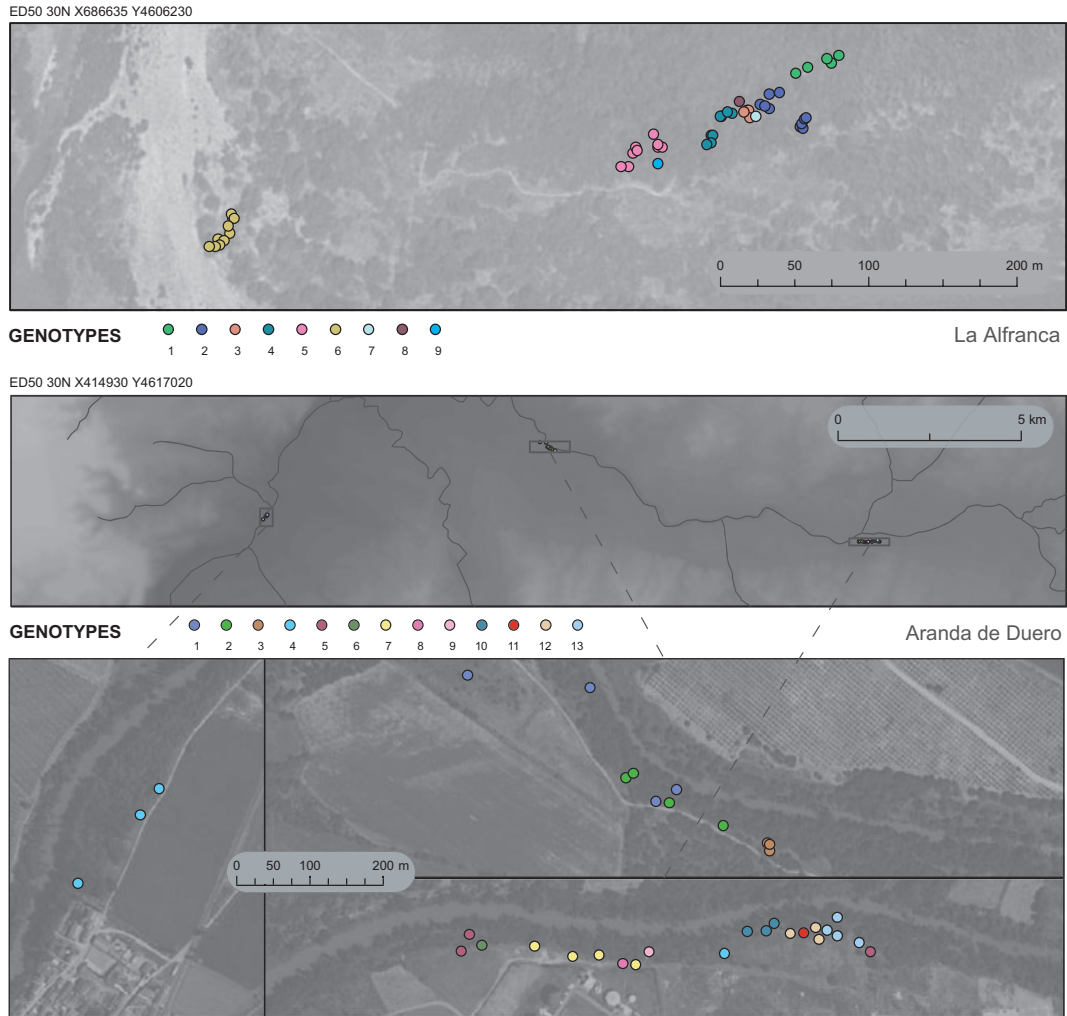 ED50 30N X686635 Y4606230
0 50 100 200 m
GENOTYPES
1 2 3 4 5 6 7 8 9
La Alfranca
ED50 30N X414930 Y4617020
0 5 km
GENOTYPES
1 2 3 4 5 6 7 8 9 10 11 12 13
Aranda de Duero
0 50 100 200 m